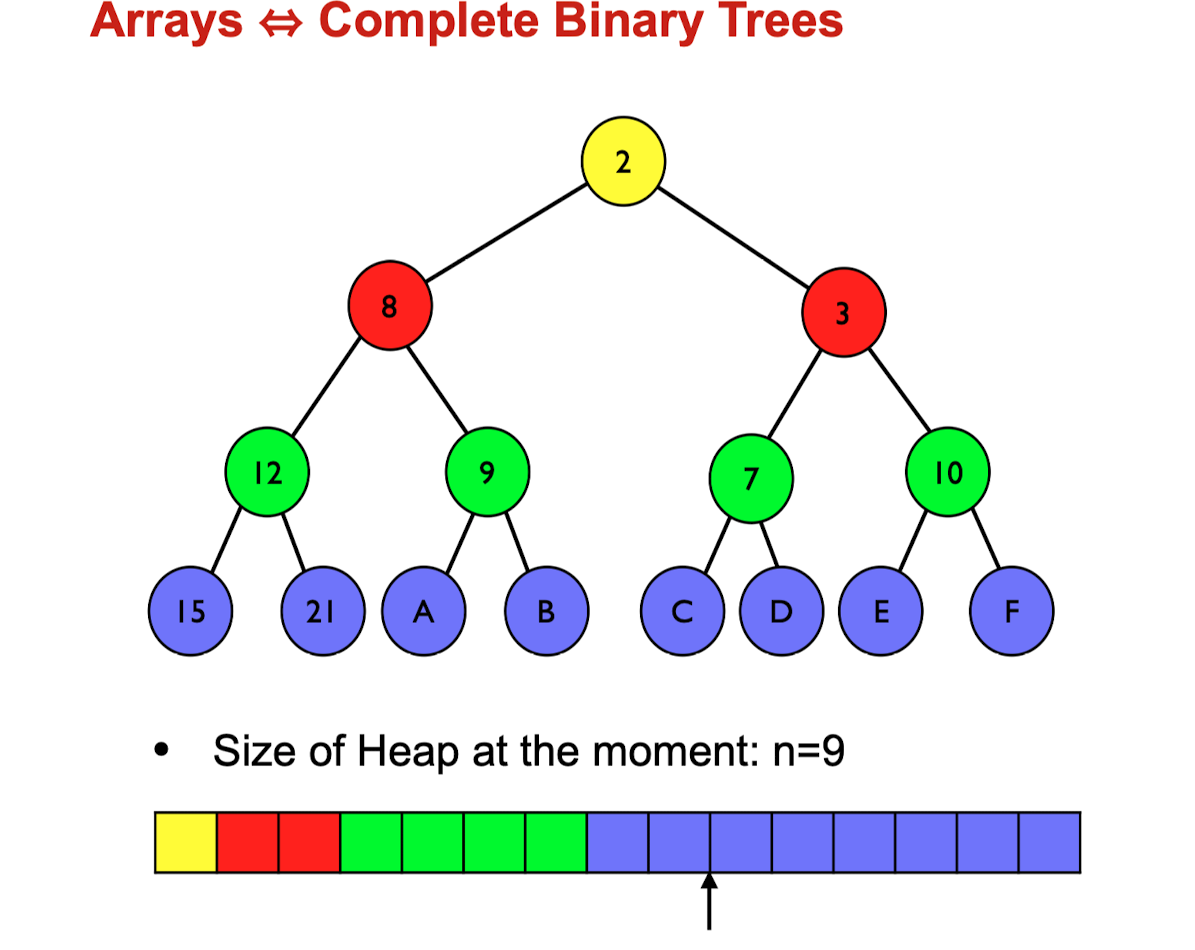 Arrays ⇔ Complete Binary Trees
2
8 3
12 9 7 10
15 21 A B C D E F
• Size of Heap at the moment: n=9